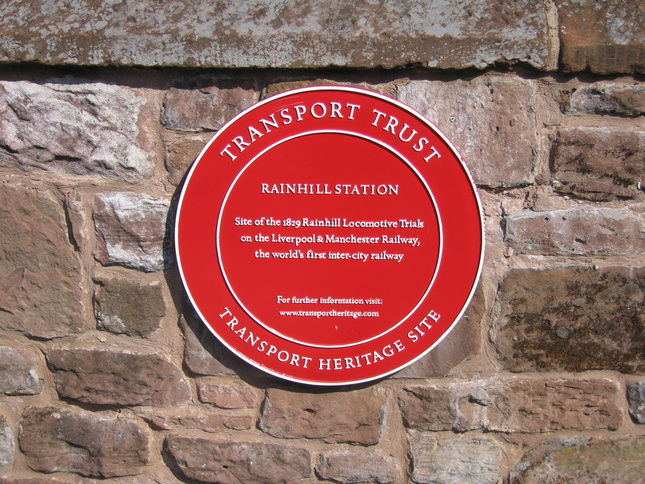 TRANSPORT TRUST
RAINHILL STATION
Site of the 1829 Rainhill Locomotive Trials
on the Liverpool & Manchester Railway,
the world's first inter-city railway
For further information visit:
www.transportheritage.com
TRANSPORT HERITAGE SITE